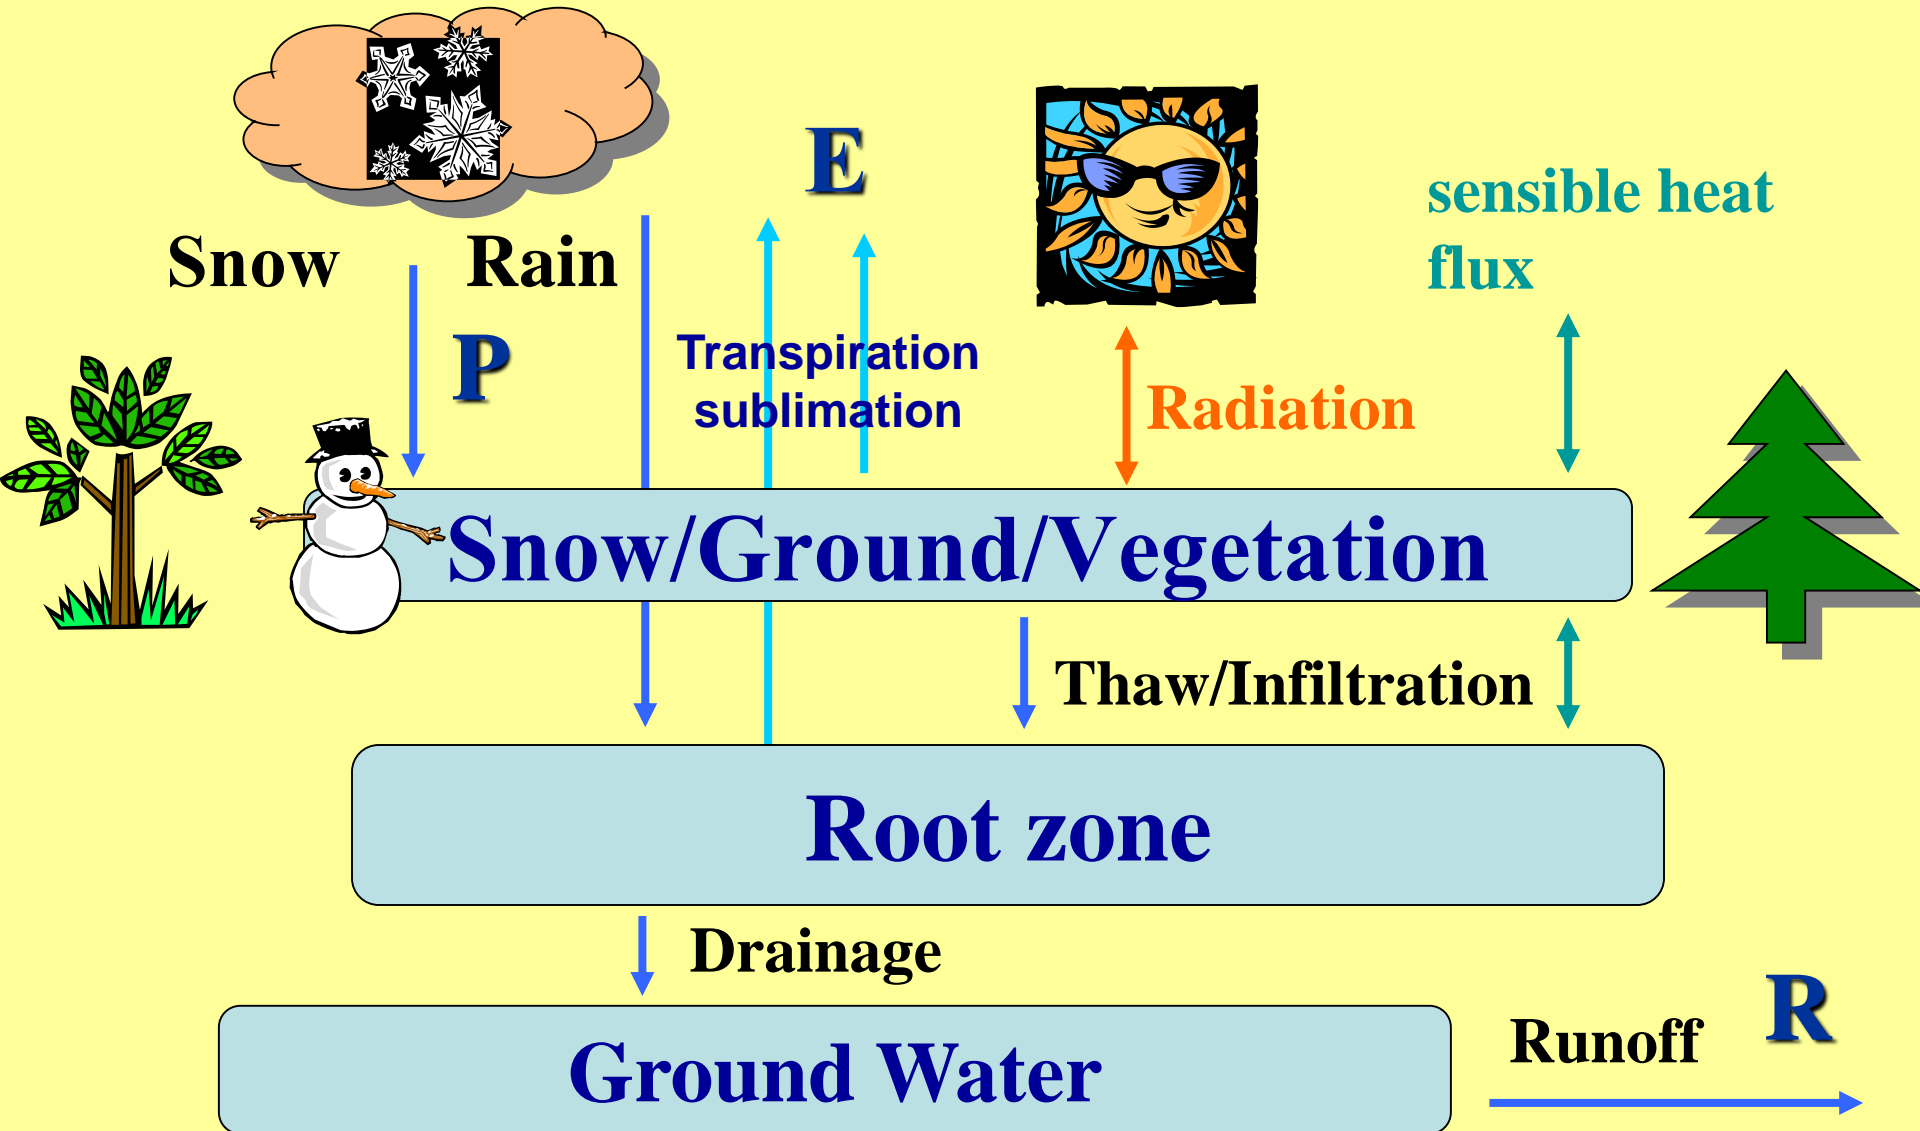 E
sensible heat
flux
Snow
Rain
P
Transpiration
sublimation
Radiation
Snow/Ground/Vegetation
Thaw/Infiltration
Root zone
Drainage
R
Runoff
Ground Water